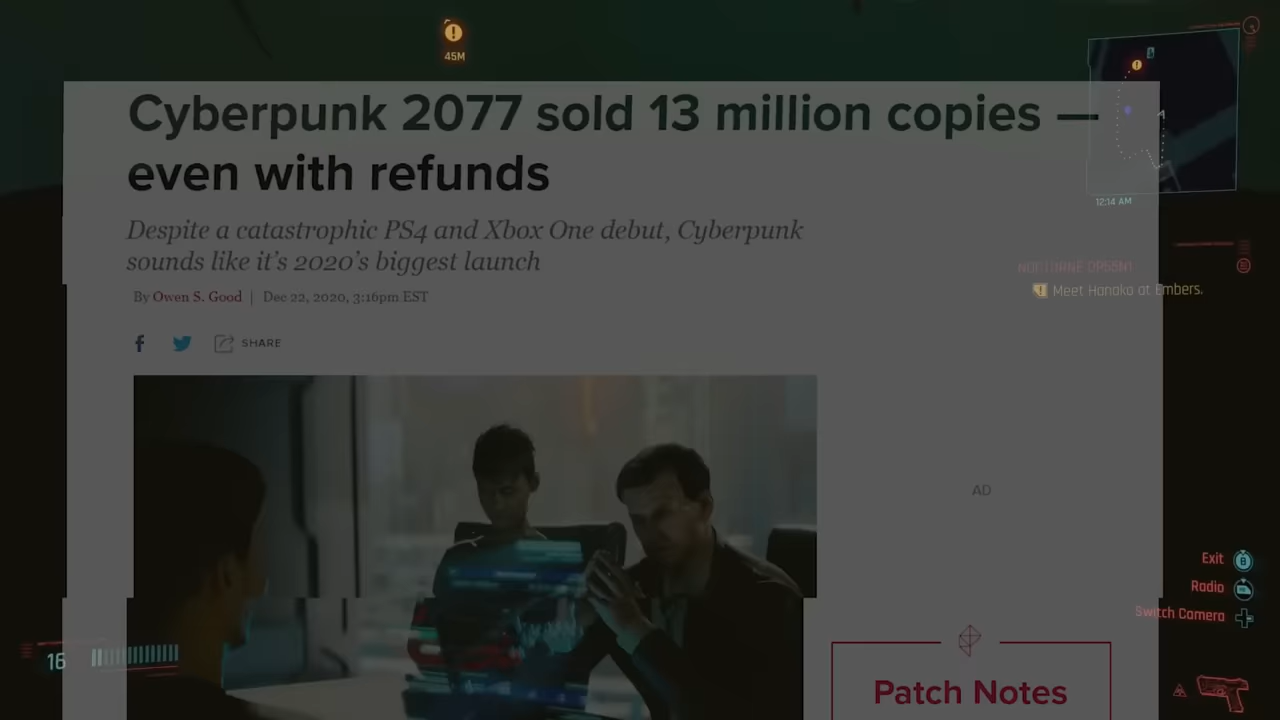 45M
Cyberpunk 2077 sold 13 million copies —
even with refunds
Despite a catastrophic PS4 and Xbox One debut, Cyberpunk
sounds like it's 2020's biggest launch
By Owen S. Good | Dec 22, 2020, 3:16pm EST
SHARE
12:14 AM
NOCTURNE OP55N1
Meet Hanako at Embers.
AD
Exit
Radio
Switch Camera
16
Patch Notes